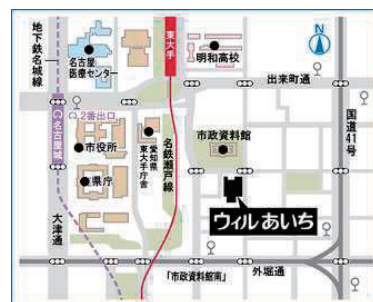 地下鉄名城線
名古屋
医療センター
東大手
明和高校
出来町通
国道41号
2番出口
名古屋城
市役所
愛知県
東大手庁舎
名鉄瀬戸線
市政資料館
県庁
ウィルあいち
大津通
「市政資料館南」
外堀通
N